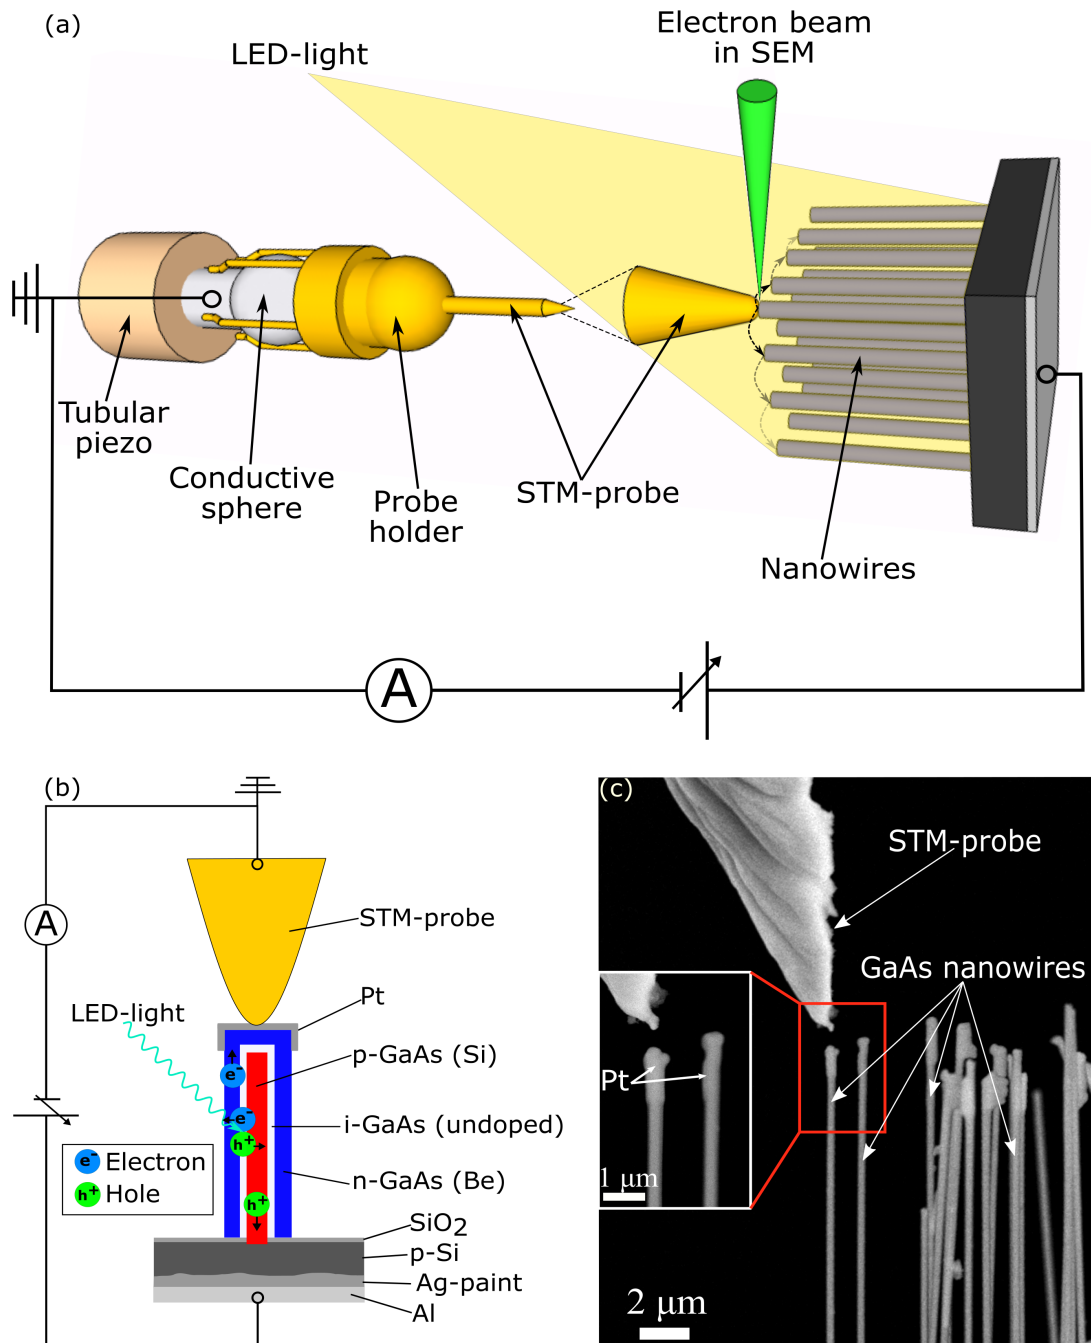 (a)
Electron beam
in SEM
LED-light
Tubular
piezo
Conductive
sphere
Probe
holder
STM-probe
Nanowires
A
(b)
A
STM-probe
Pt
LED-light
p-GaAs (Si)
e⁻
e⁻
i-GaAs (undoped)
h⁺
e⁻ Electron
h⁺ Hole
n-GaAs (Be)
h⁺
SiO₂
p-Si
Ag-paint
Al
(c)
STM-probe
GaAs nanowires
Pt
1 μm
2 μm